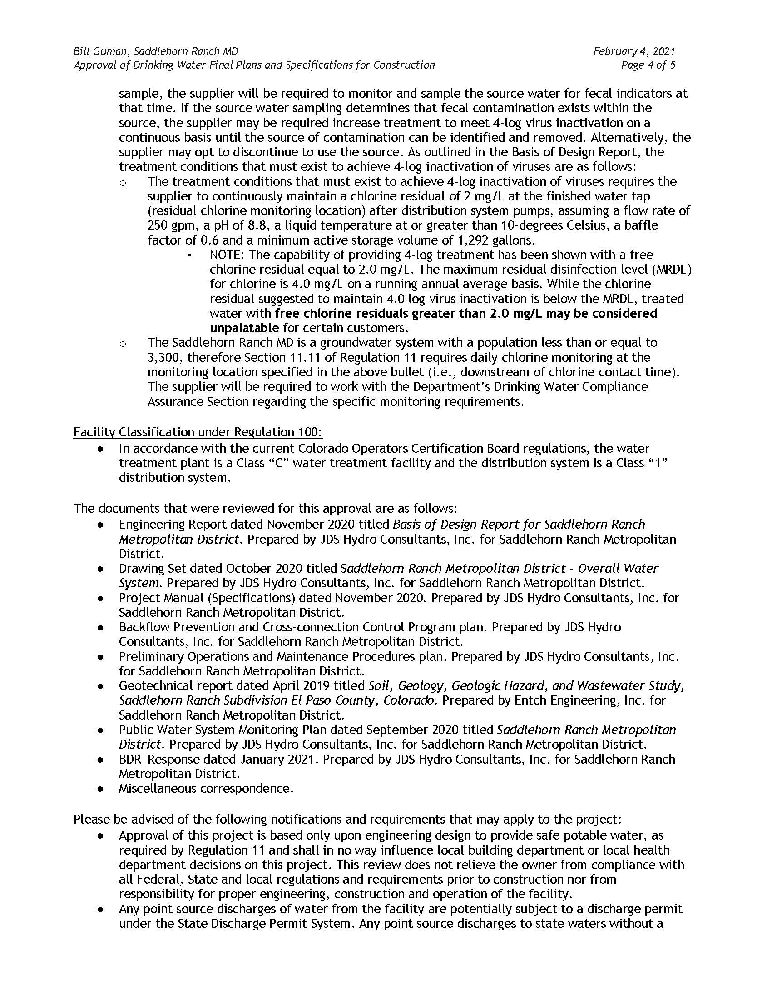 Bill Guman, Saddlehorn Ranch MD February 4, 2021
Approval of Drinking Water Final Plans and Specifications for Construction Page 4 of 5
sample, the supplier will be required to monitor and sample the source water for fecal indicators at
that time. If the source water sampling determines that fecal contamination exists within the
source, the supplier may be required increase treatment to meet 4-log virus inactivation on a
continuous basis until the source of contamination can be identified and removed. Alternatively, the
supplier may opt to discontinue to use the source. As outlined in the Basis of Design Report, the
treatment conditions that must exist to achieve 4-log inactivation of viruses are as follows:
o The treatment conditions that must exist to achieve 4-log inactivation of viruses requires the
supplier to continuously maintain a chlorine residual of 2 mg/L at the finished water tap
(residual chlorine monitoring location) after distribution system pumps, assuming a flow rate of
250 gpm, a pH of 8.8, a liquid temperature at or greater than 10-degrees Celsius, a baffle
factor of 0.6 and a minimum active storage volume of 1,292 gallons.
▪ NOTE: The capability of providing 4-log treatment has been shown with a free
chlorine residual equal to 2.0 mg/L. The maximum residual disinfection level (MRDL)
for chlorine is 4.0 mg/L on a running annual average basis. While the chlorine
residual suggested to maintain 4.0 log virus inactivation is below the MRDL, treated
water with free chlorine residuals greater than 2.0 mg/L may be considered
unpalatable for certain customers.
o The Saddlehorn Ranch MD is a groundwater system with a population less than or equal to
3,300, therefore Section 11.11 of Regulation 11 requires daily chlorine monitoring at the
monitoring location specified in the above bullet (i.e., downstream of chlorine contact time).
The supplier will be required to work with the Department’s Drinking Water Compliance
Assurance Section regarding the specific monitoring requirements.
Facility Classification under Regulation 100:
● In accordance with the current Colorado Operators Certification Board regulations, the water
treatment plant is a Class “C” water treatment facility and the distribution system is a Class “1”
distribution system.
The documents that were reviewed for this approval are as follows:
● Engineering Report dated November 2020 titled Basis of Design Report for Saddlehorn Ranch
Metropolitan District. Prepared by JDS Hydro Consultants, Inc. for Saddlehorn Ranch Metropolitan
District.
● Drawing Set dated October 2020 titled Saddlehorn Ranch Metropolitan District - Overall Water
System. Prepared by JDS Hydro Consultants, Inc. for Saddlehorn Ranch Metropolitan District.
● Project Manual (Specifications) dated November 2020. Prepared by JDS Hydro Consultants, Inc. for
Saddlehorn Ranch Metropolitan District.
● Backflow Prevention and Cross-connection Control Program plan. Prepared by JDS Hydro
Consultants, Inc. for Saddlehorn Ranch Metropolitan District.
● Preliminary Operations and Maintenance Procedures plan. Prepared by JDS Hydro Consultants, Inc.
for Saddlehorn Ranch Metropolitan District.
● Geotechnical report dated April 2019 titled Soil, Geology, Geologic Hazard, and Wastewater Study,
Saddlehorn Ranch Subdivision El Paso County, Colorado. Prepared by Entch Engineering, Inc. for
Saddlehorn Ranch Metropolitan District.
● Public Water System Monitoring Plan dated September 2020 titled Saddlehorn Ranch Metropolitan
District. Prepared by JDS Hydro Consultants, Inc. for Saddlehorn Ranch Metropolitan District.
● BDR_Response dated January 2021. Prepared by JDS Hydro Consultants, Inc. for Saddlehorn Ranch
Metropolitan District.
● Miscellaneous correspondence.
Please be advised of the following notifications and requirements that may apply to the project:
● Approval of this project is based only upon engineering design to provide safe potable water, as
required by Regulation 11 and shall in no way influence local building department or local health
department decisions on this project. This review does not relieve the owner from compliance with
all Federal, State and local regulations and requirements prior to construction nor from
responsibility for proper engineering, construction and operation of the facility.
● Any point source discharges of water from the facility are potentially subject to a discharge permit
under the State Discharge Permit System. Any point source discharges to state waters without a